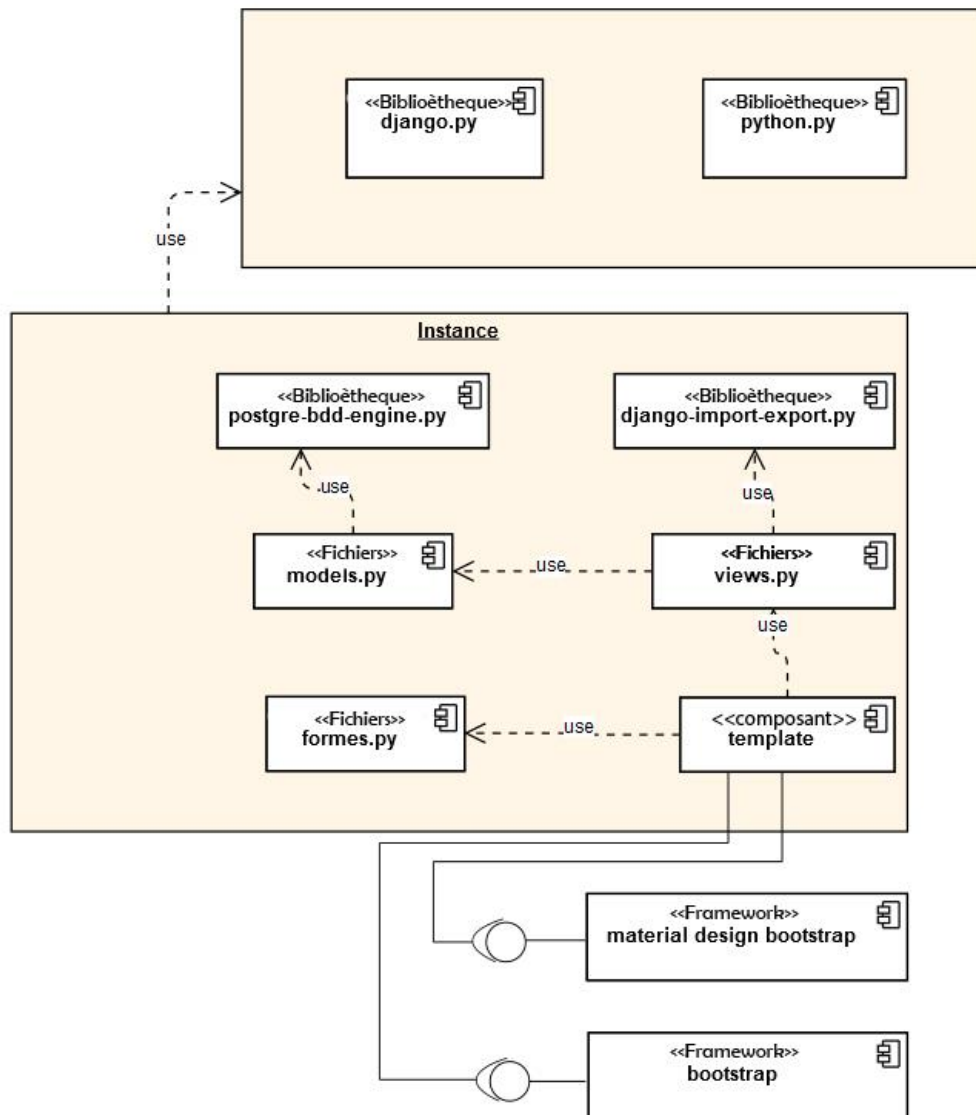 <<Biblioètheque>>
django.py
<<Biblioètheque>>
python.py
use
Instance
<<Biblioètheque>>
postgre-bdd-engine.py
<<Biblioètheque>>
django-import-export.py
use
use
<<Fichiers>>
models.py
use
<<Fichiers>>
views.py
use
<<Fichiers>>
formes.py
use
<<composant>>
template
<<Framework>>
material design bootstrap
<<Framework>>
bootstrap